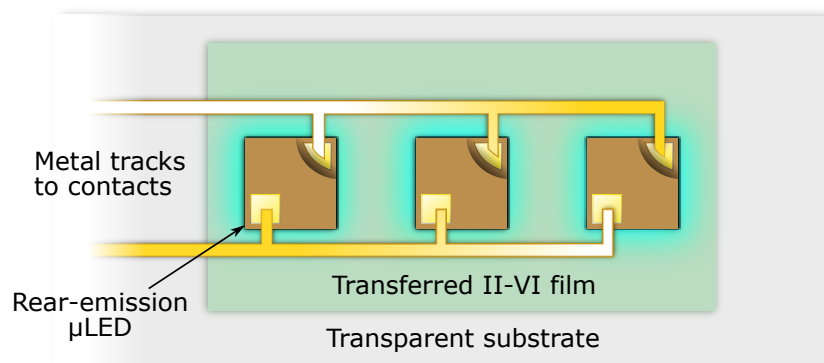 Metal tracks
to contacts
Transferred II-VI film
Rear-emission
μLED
Transparent substrate